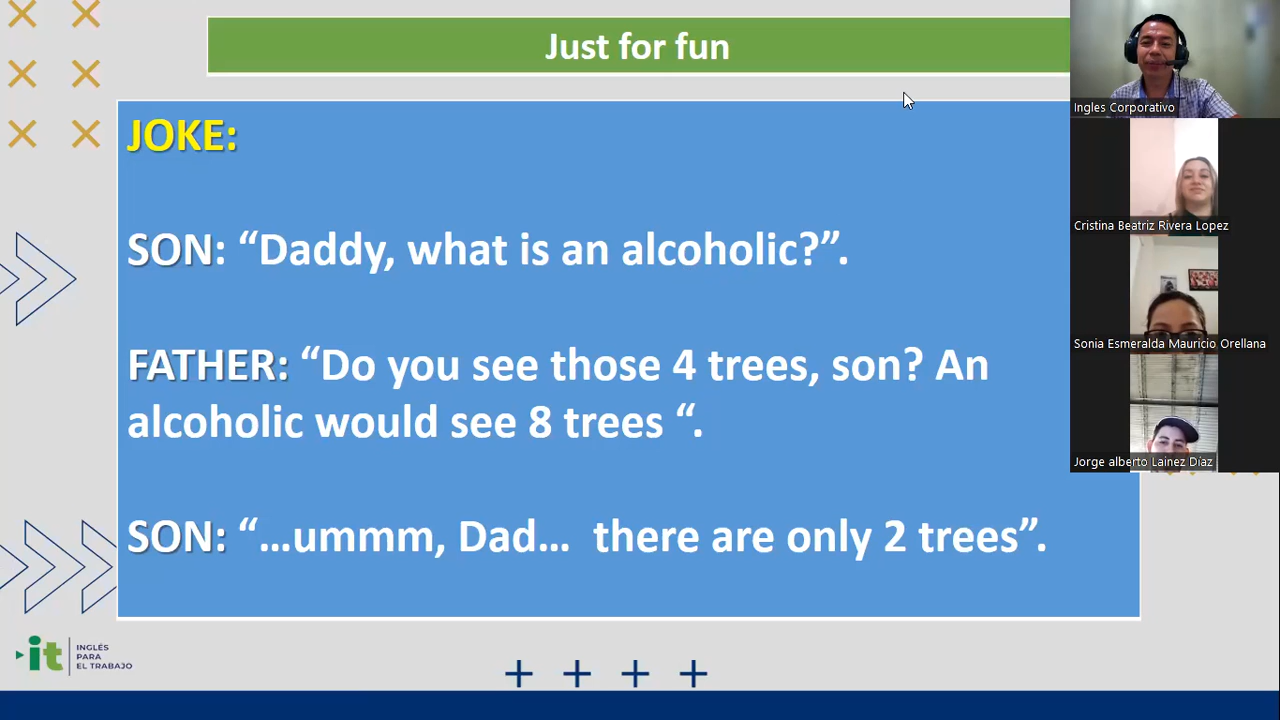 Just for fun
JOKE:
SON: “Daddy, what is an alcoholic?”.
FATHER: “Do you see those 4 trees, son? An
alcoholic would see 8 trees “.
SON: “...ummm, Dad...  there are only 2 trees”.
Ingles Corporativo
Cristina Beatriz Rivera Lopez
Sonia Esmeralda Mauricio Orellana
Jorge alberto Lainez Díaz
it
INGLÉS
PARA
EL TRABAJO